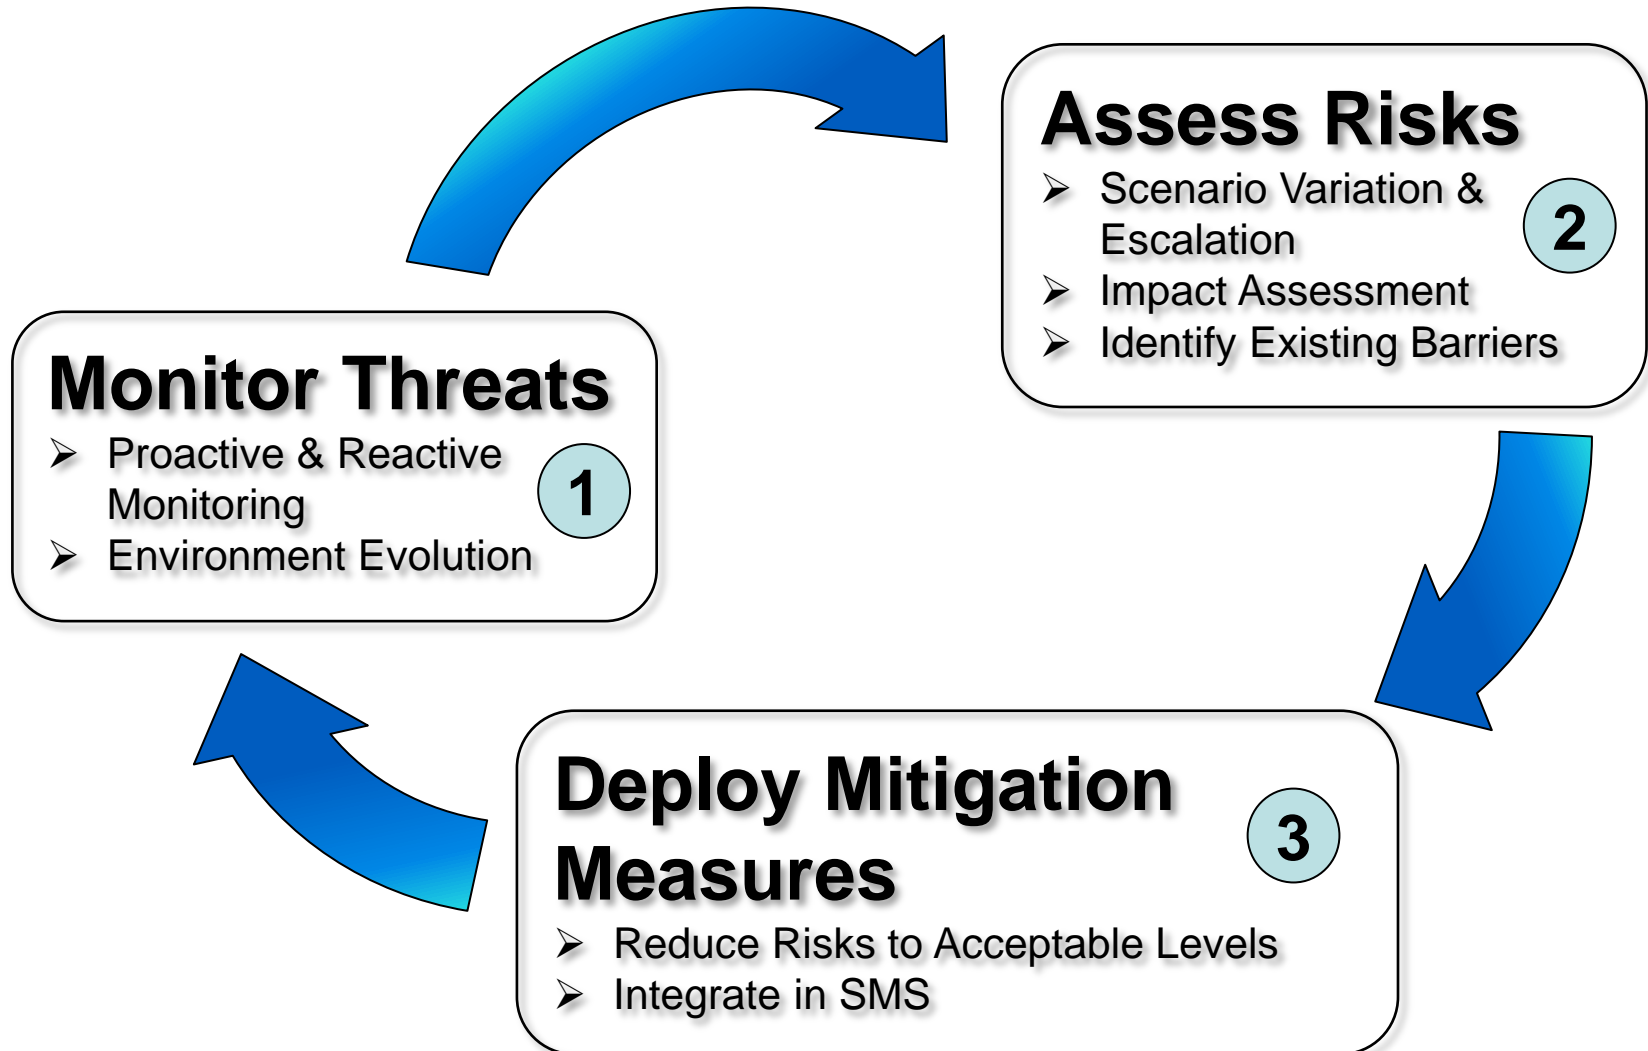 Monitor Threats
➢ Proactive & Reactive
Monitoring
➢ Environment Evolution
1
Assess Risks
➢ Scenario Variation &
Escalation
➢ Impact Assessment
➢ Identify Existing Barriers
2
Deploy Mitigation
Measures
➢ Reduce Risks to Acceptable Levels
➢ Integrate in SMS
3